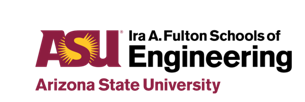 ASU Ira A. Fulton Schools of
Engineering
Arizona State University